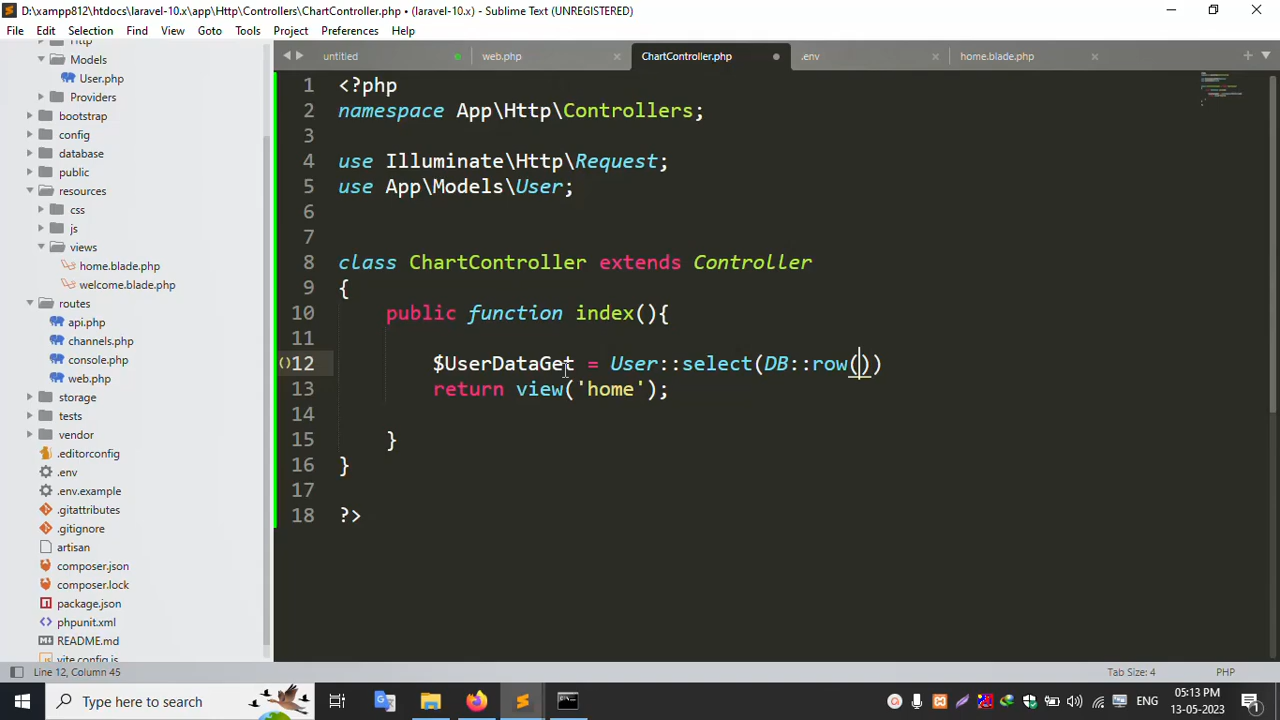 D:\xampp812\htdocs\laravel-10.x\app\Http\Controllers\ChartController.php • (laravel-10.x) - Sublime Text (UNREGISTERED)
File Edit Selection Find View Goto Tools Project Preferences Help
untitled web.php ChartController.php .env home.blade.php
Models
User.php
Providers
bootstrap
config
database
public
resources
css
js
views
home.blade.php
welcome.blade.php
routes
api.php
channels.php
console.php
web.php
storage
tests
vendor
.editorconfig
.env
.env.example
.gitattributes
.gitignore
artisan
composer.json
composer.lock
package.json
phpunit.xml
README.md
vite.config.js
1 <?php
2 namespace App\Http\Controllers;
3
4 use Illuminate\Http\Request;
5 use App\Models\User;
6
7
8 class ChartController extends Controller
9 {
10 public function index(){
11
12 $UserDataGet = User::select(DB::row())
13 return view('home');
14
15 }
16 }
17
18 ?>
Line 12, Column 45 Tab Size: 4 PHP
Type here to search ENG 05:13 PM
13-05-2023